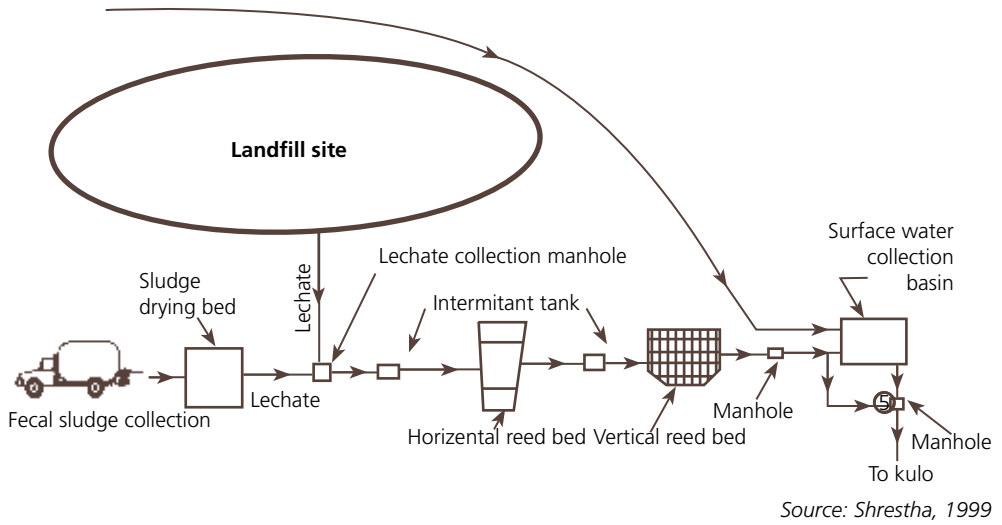 Landfill site
Surface water
collection
basin
Lechate collection manhole
Sludge
drying bed
Lechate
Intermitant tank
Fecal sludge collection
Lechate
Horizental reed bed
Vertical reed bed
Manhole
5
Manhole
To kulo
Source: Shrestha, 1999